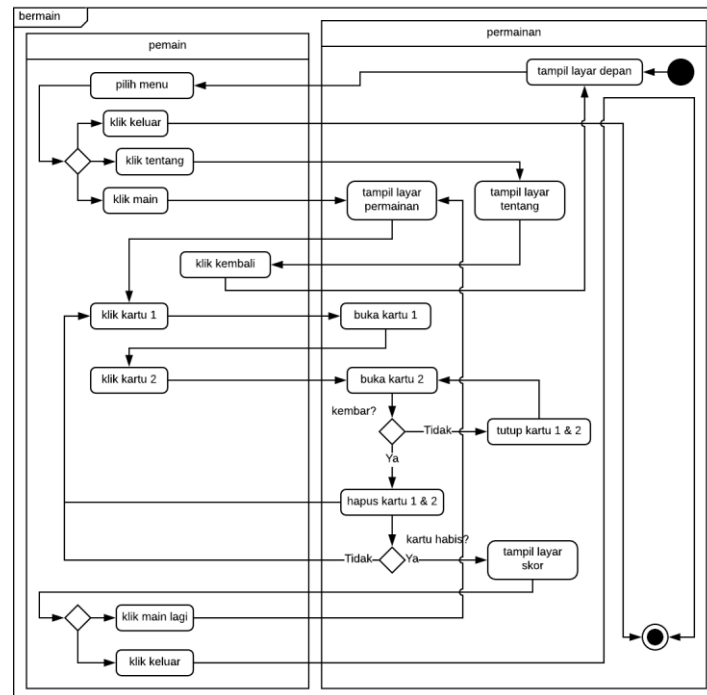 bermain
pemain
permainan
tampil layar depan
pilih menu
klik keluar
klik tentang
klik main
tampil layar
permainan
tampil layar
tentang
klik kembali
klik kartu 1
buka kartu 1
klik kartu 2
buka kartu 2
kembar?
Tidak
tutup kartu 1 & 2
Ya
hapus kartu 1 & 2
kartu habis?
Tidak
Ya
tampil layar
skor
klik main lagi
klik keluar